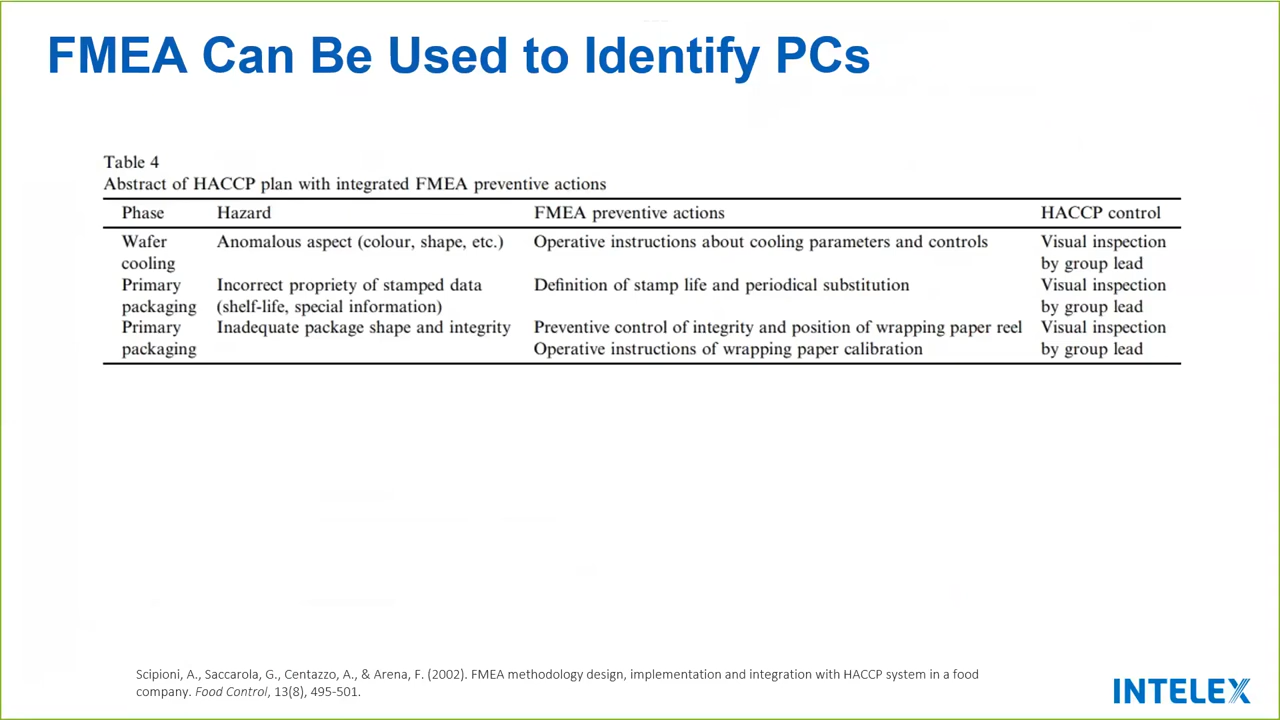 FMEA Can Be Used to Identify PCs
Table 4
Abstract of HACCP plan with integrated FMEA preventive actions
Phase Hazard FMEA preventive actions HACCP control
Wafer Anomalous aspect (colour, shape, etc.) Operative instructions about cooling parameters and controls Visual inspection
cooling by group lead
Primary Incorrect propriety of stamped data Definition of stamp life and periodical substitution Visual inspection
packaging (shelf-life, special information) by group lead
Primary Inadequate package shape and integrity Preventive control of integrity and position of wrapping paper reel Visual inspection
packaging Operative instructions of wrapping paper calibration by group lead
Scipioni, A., Saccarola, G., Centazzo, A., & Arena, F. (2002). FMEA methodology design, implementation and integration with HACCP system in a food
company. Food Control, 13(8), 495-501.
INTELEX